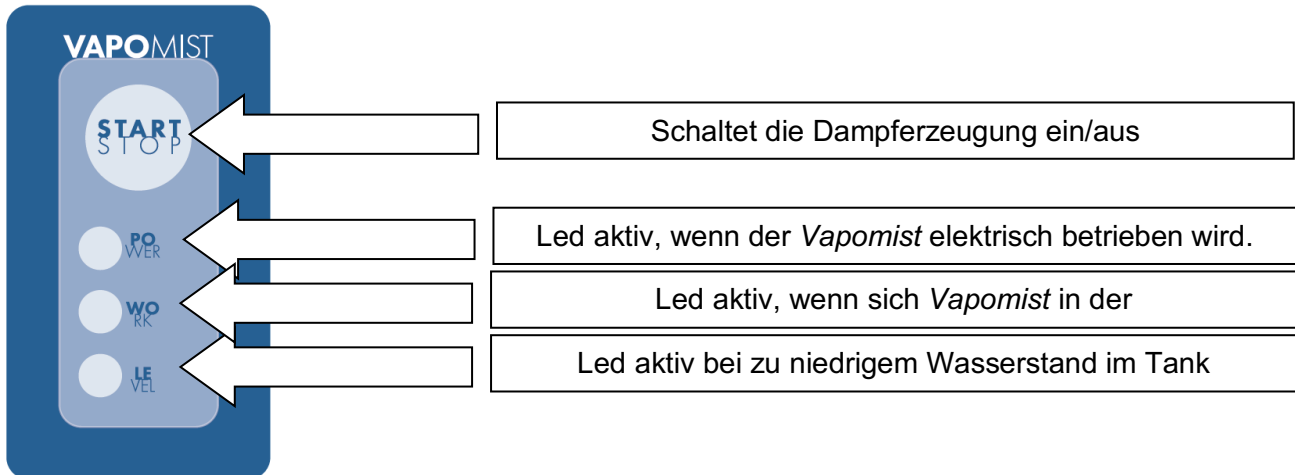 VAPOMIST
START
STOP
Schaltet die Dampferzeugung ein/aus
PO
WER
Led aktiv, wenn der Vapomist elektrisch betrieben wird.
WO
RK
Led aktiv, wenn sich Vapomist in der
LE
VEL
Led aktiv bei zu niedrigem Wasserstand im Tank